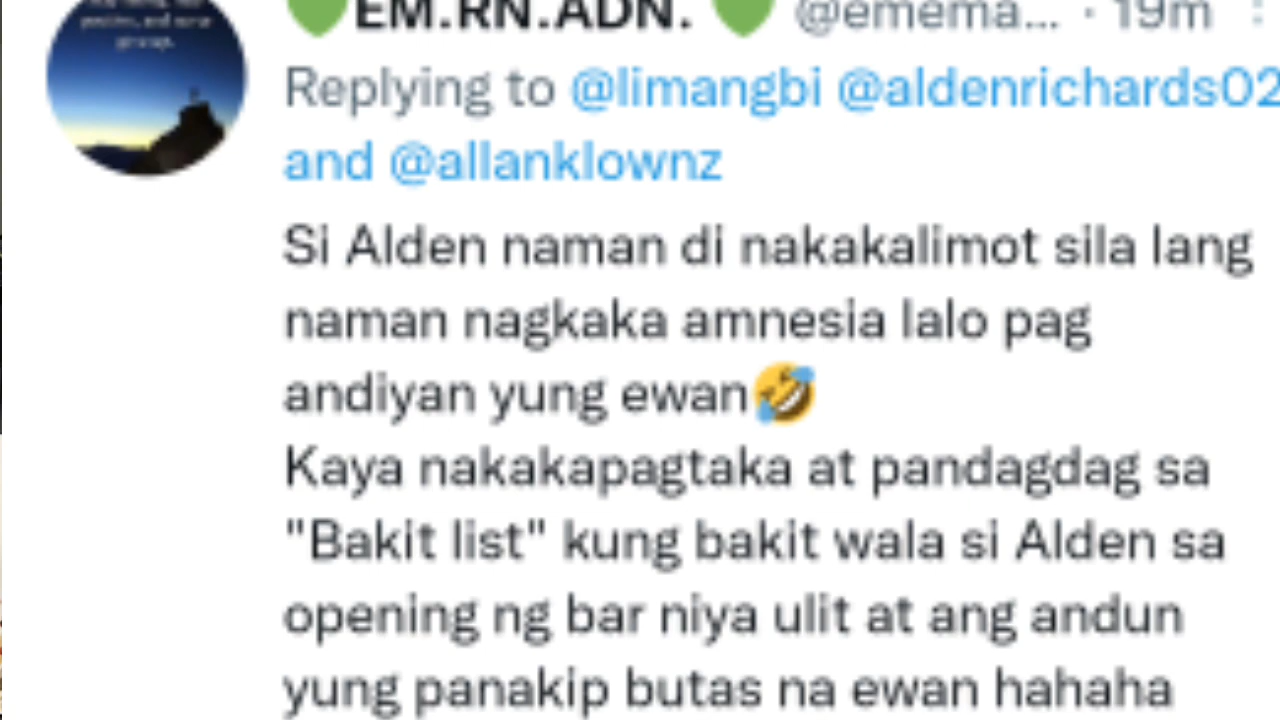 💚EM.RN.ADN. 💚 @emema... · 19m
Replying to @limangbi @aldenrichards02
and @allanklownz
Si Alden naman di nakakalimot sila lang
naman nagkaka amnesia lalo pag
andiyan yung ewan🤣
Kaya nakakapagtaka at pandagdag sa
"Bakit list" kung bakit wala si Alden sa
opening ng bar niya ulit at ang andun
yung panakip butas na ewan hahaha